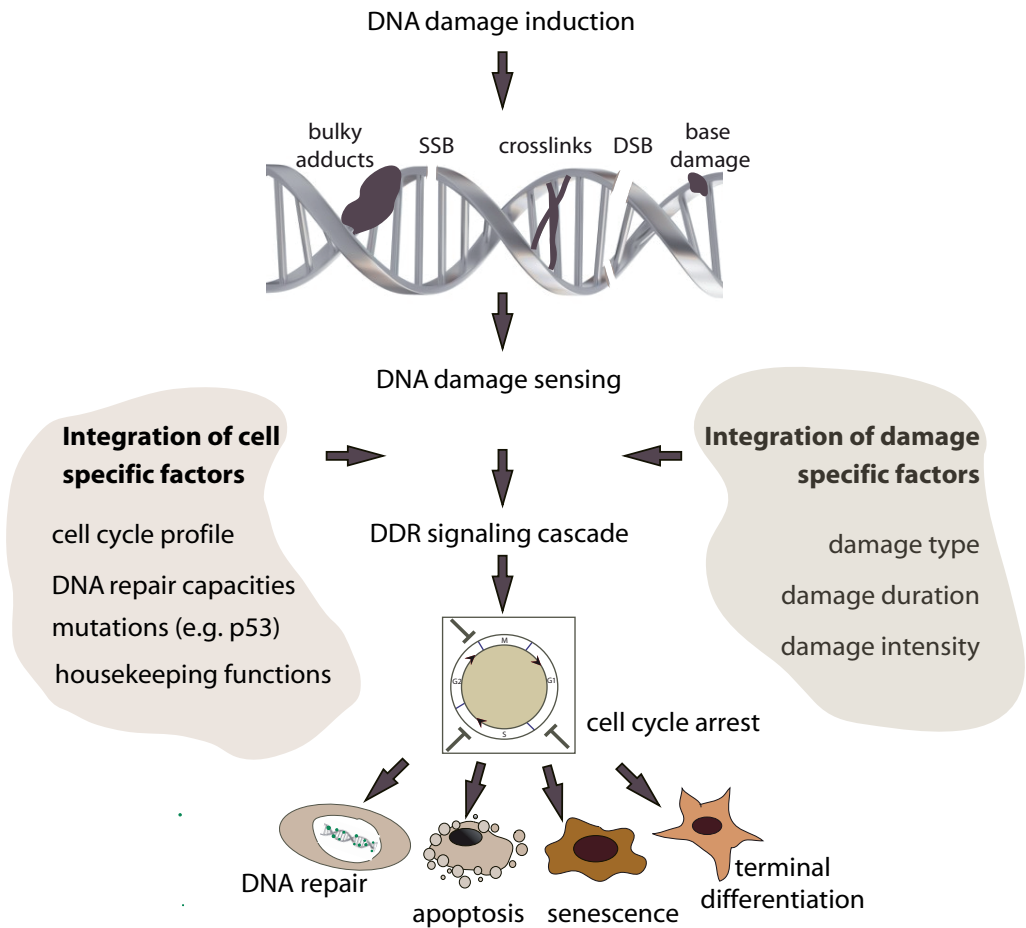 DNA damage induction
bulky
adducts
SSB
crosslinks
DSB
base
damage
DNA damage sensing
Integration of cell
specific factors
cell cycle profile
DNA repair capacities
mutations (e.g. p53)
housekeeping functions
Integration of damage
specific factors
damage type
damage duration
damage intensity
DDR signaling cascade
M
G2
G1
S
cell cycle arrest
DNA repair
apoptosis
senescence
terminal
differentiation